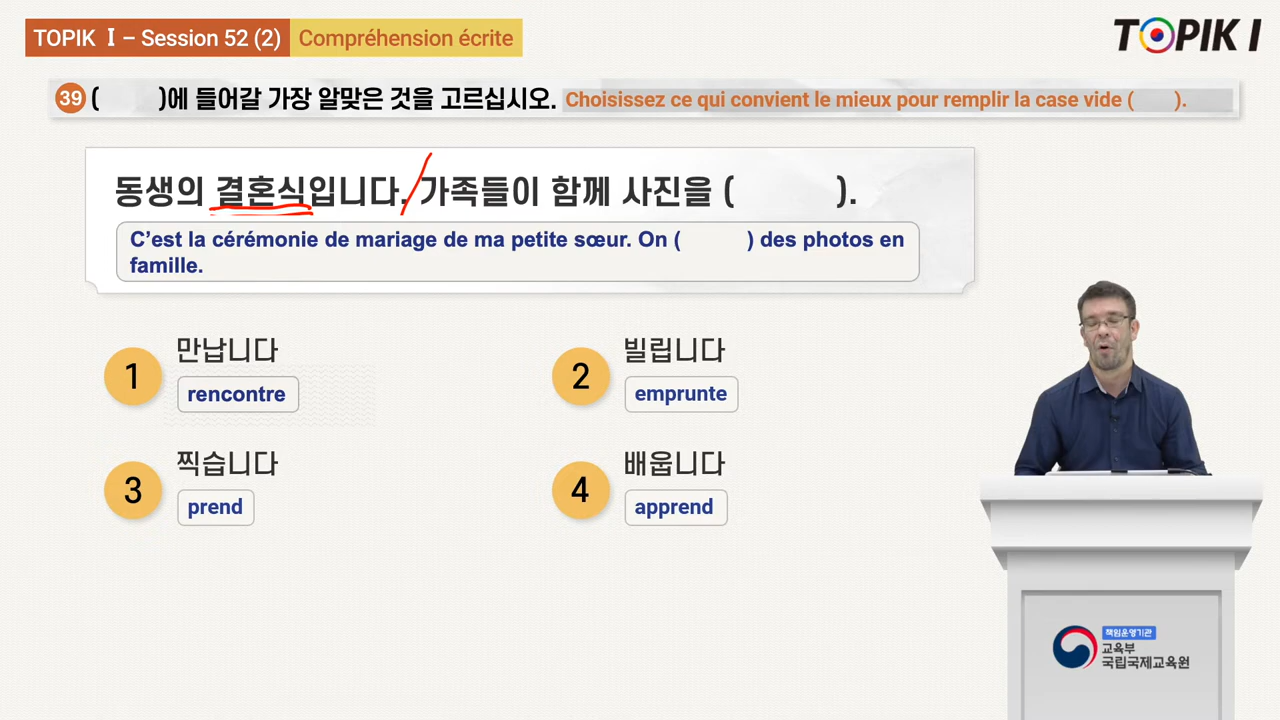 TOPIK Ⅰ – Session 52 (2) Compréhension écrite
TOPIK I
39 ( )에 들어갈 가장 알맞은 것을 고르십시오. Choisissez ce qui convient le mieux pour remplir la case vide ( ).
동생의 결혼식입니다. 가족들이 함께 사진을 ( ).
C’est la cérémonie de mariage de ma petite sœur. On ( ) des photos en
famille.
1 만납니다
rencontre
2 빌립니다
emprunte
3 찍습니다
prend
4 배웁니다
apprend
책임운영기관
교육부
국립국제교육원